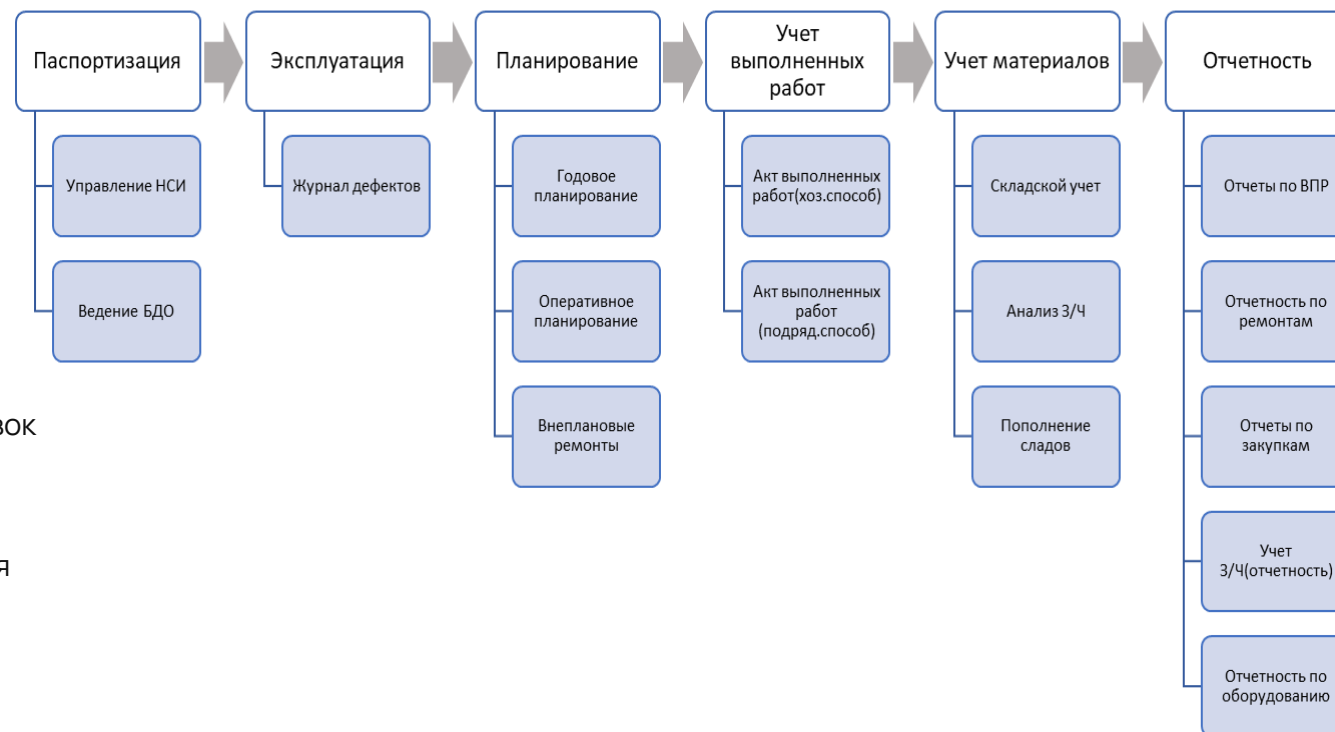 Паспортизация
Эксплуатация
Планирование
Учет
выполненных
работ
Учет материалов
Отчетность
Управление НСИ
Ведение БДО
Журнал дефектов
Годовое
планирование
Оперативное
планирование
Внеплановые
ремонты
Акт выполненных
работ(хоз.способ)
Акт выполненных
работ
(подряд.способ)
Складской учет
Анализ З/Ч
Пополнение
сладов
Отчеты по ВПР
Отчетность по
ремонтам
Отчеты по
закупкам
Учет
З/Ч(отчетность)
Отчетность по
оборудованию
зок
я